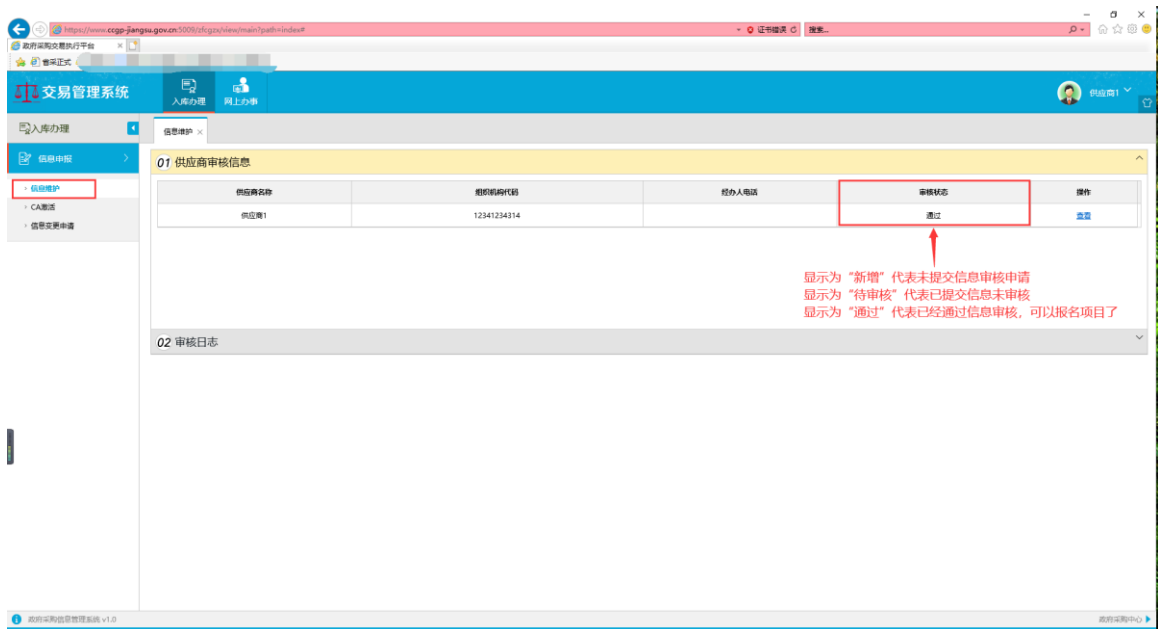 https://www.ccgp-jiangsu.gov.cn:5009/zfcgzx/view/main?path=index#
证书错误
搜索...
政府采购交易执行平台
省采正式
交易管理系统
入库办理
网上办事
供应商1
入库办理
信息维护
信息申报
01 供应商审核信息
信息维护
CA激活
信息变更申请
供应商名称 组织机构代码 经办人电话 审核状态 操作
供应商1 12341234314 通过 查看
显示为“新增”代表未提交信息审核申请
显示为“待审核”代表已提交信息未审核
显示为“通过”代表已经通过信息审核，可以报名项目了
02 审核日志
政府采购信息管理系统 v1.0
政府采购中心